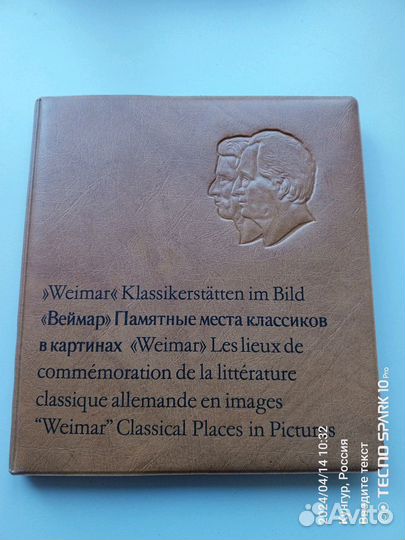 »Weimar« Klassikerstätten im Bild
«Веймар» Памятные места классиков
в картинах «Weimar» Les lieux de
commémoration de la littérature
classique allemande en images
“Weimar” Classical Places in Pictures
2024/04/14 10:32
Кунгур, Россия
Введите текст
TECNO SPARK 10 Pro
Avito